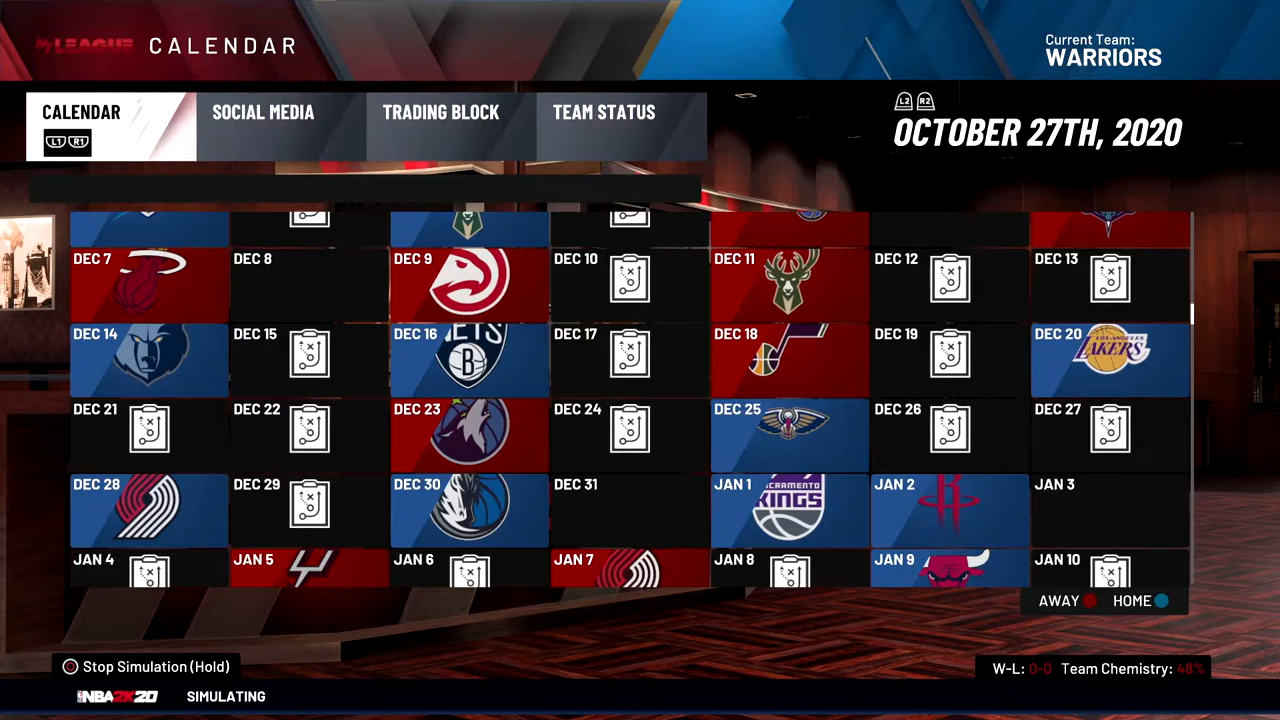 MyLEAGUE CALENDAR
Current Team:
WARRIORS
CALENDAR
L1 R1
SOCIAL MEDIA
TRADING BLOCK
TEAM STATUS
L2 R2
OCTOBER 27TH, 2020
DEC 7 DEC 8 DEC 9 DEC 10 DEC 11 DEC 12 DEC 13
DEC 14 DEC 15 DEC 16 NETS B DEC 17 DEC 18 DEC 19 DEC 20 LOS ANGELES LAKERS
DEC 21 DEC 22 DEC 23 DEC 24 DEC 25 DEC 26 DEC 27
DEC 28 DEC 29 DEC 30 DEC 31 JAN 1 SACRAMENTO KINGS JAN 2 R JAN 3
JAN 4 JAN 5 JAN 6 JAN 7 JAN 8 JAN 9 JAN 10
AWAY HOME
Stop Simulation (Hold)
W-L: 0-0 Team Chemistry: 48%
NBA 2K20 SIMULATING